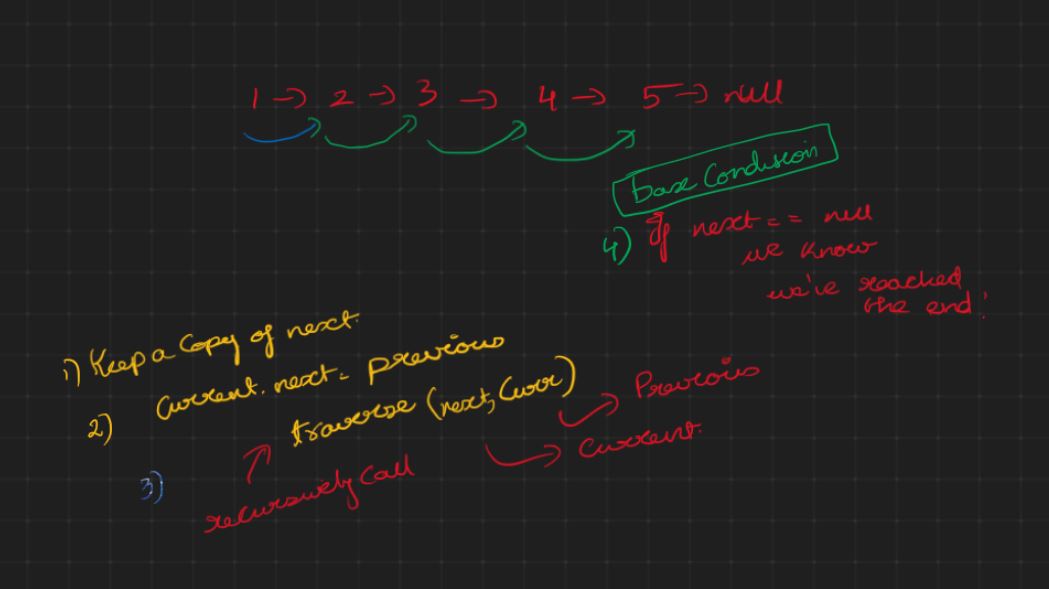 1 → 2 → 3 → 4 → 5 → null
Base Condition
4) If next == null
we know
we've reached
the end!
1) Keep a Copy of next.
2) Current.next = previous
3) traverse (next, Curr)
→ Previous
→ Current.
recursively Call